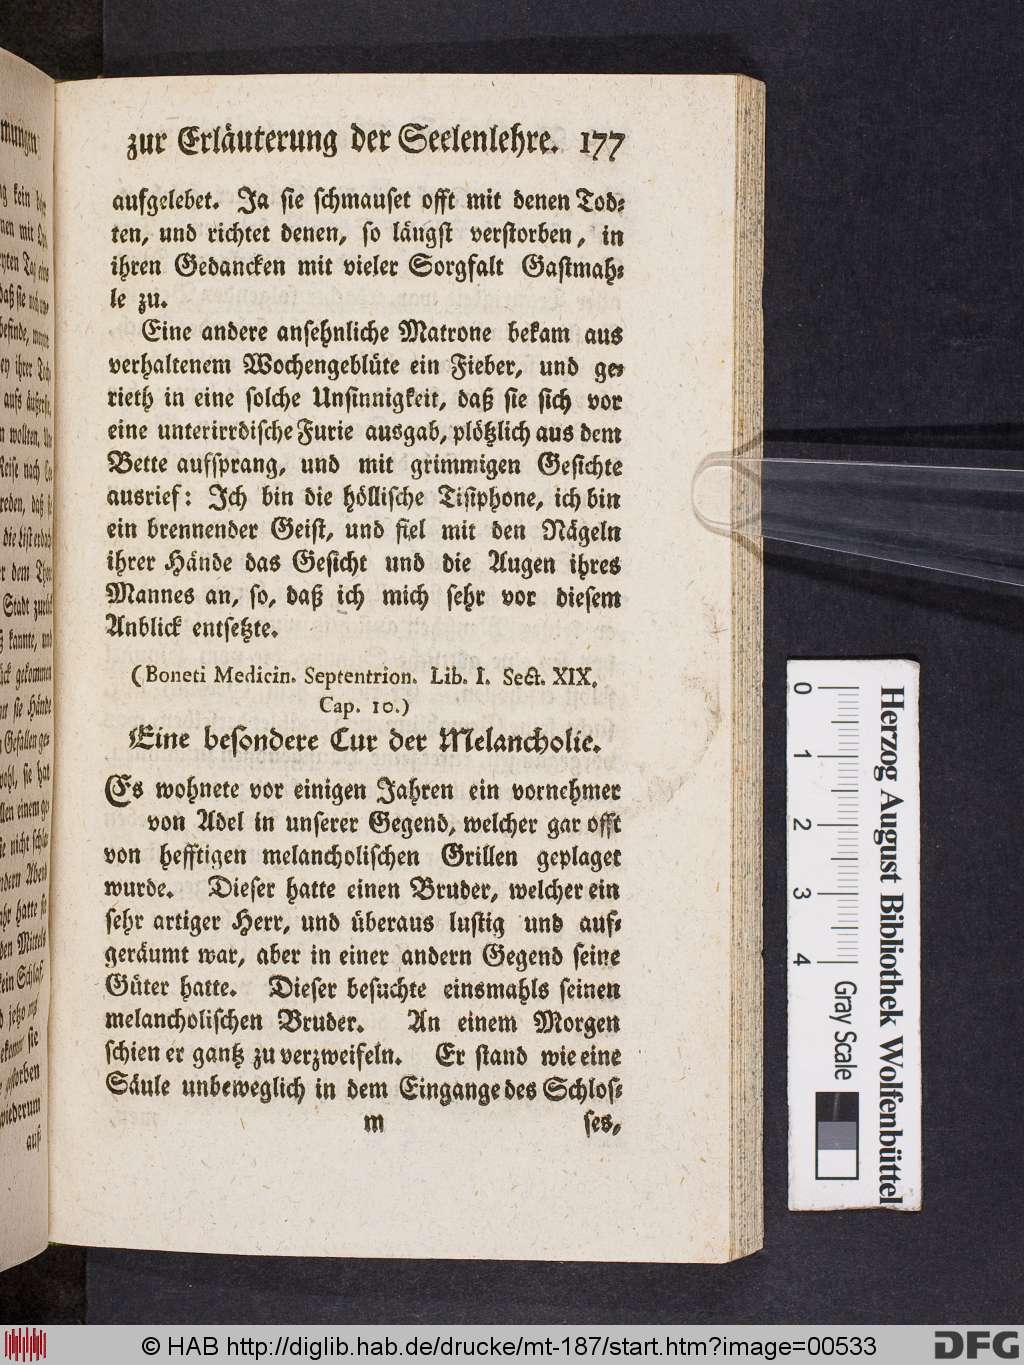 zur Erläuterung der Seelenlehre. 177
aufgelebet. Ja sie schmauset offt mit denen Tod-
ten, und richtet denen, so längst verstorben, in
ihren Gedancken mit vieler Sorgfalt Gastmah-
le zu.
Eine andere ansehnliche Matrone bekam aus
verhaltenem Wochengeblüte ein Fieber, und ge-
rieth in eine solche Unsinnigkeit, daß sie sich vor
eine unterirrdische Furie ausgab, plötzlich aus dem
Bette aufsprang, und mit grimmigen Gesichte
ausrief: Ich bin die höllische Tisiphone, ich bin
ein brennender Geist, und fiel mit den Nägeln
ihrer Hände das Gesicht und die Augen ihres
Mannes an, so, daß ich mich sehr vor diesem
Anblick entsetzte.
(Boneti Medicin. Septentrion. Lib. I. Sect. XIX.
Cap. 10.)
Eine besondere Cur der Melancholie.
Es wohnete vor einigen Jahren ein vornehmer
von Adel in unserer Gegend, welcher gar offt
von hefftigen melancholischen Grillen geplaget
wurde. Dieser hatte einen Bruder, welcher ein
sehr artiger Herr, und überaus lustig und auf-
geräumt war, aber in einer andern Gegend seine
Güter hatte. Dieser besuchte einsmahls seinen
melancholischen Bruder. An einem Morgen
schien er gantz zu verzweifeln. Er stand wie eine
Säule unbeweglich in dem Eingange des Schlos-
m ses,
0 1 2 3 4
Herzog August Bibliothek Wolfenbüttel
Gray Scale
© HAB http://diglib.hab.de/drucke/mt-187/start.htm?image=00533
DFG